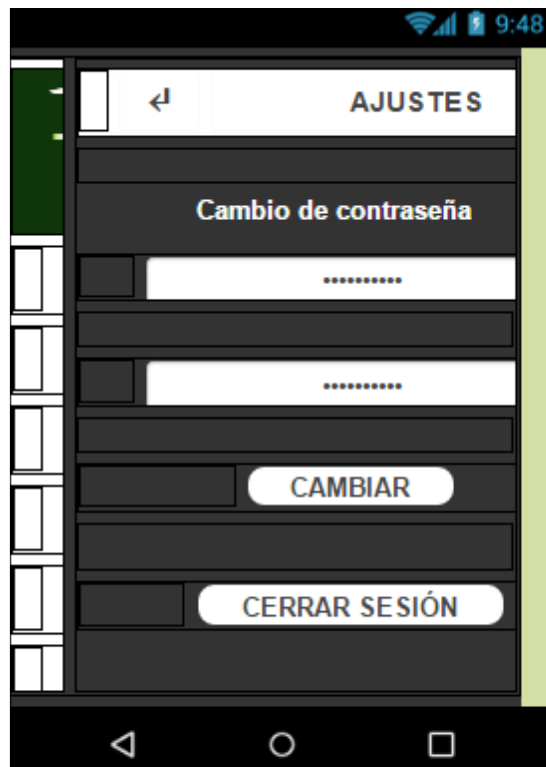 9:48
AJUSTES
Cambio de contraseña
••••••••••
••••••••••
CAMBIAR
CERRAR SESIÓN